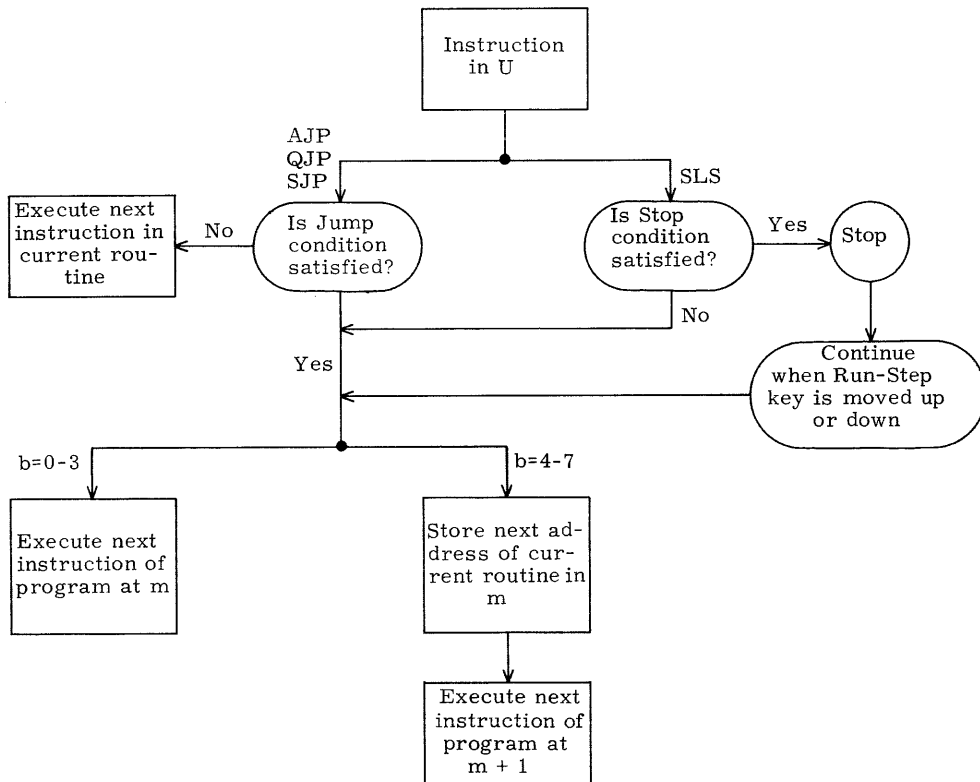 Instruction
in U
AJP
QJP
SJP
SLS
Execute next
instruction in
current rou-
tine
No
Is Jump
condition
satisfied?
Is Stop
condition
satisfied?
Yes
Stop
No
Yes
Continue
when Run-Step
key is moved up
or down
b=0-3
b=4-7
Execute next
instruction of
program at m
Store next ad-
dress of cur-
rent routine in
m
Execute next
instruction of
program at
m + 1